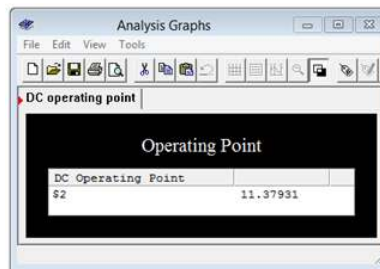 Analysis Graphs
File Edit View Tools
DC operating point
Operating Point
DC Operating Point
$2 11.37931